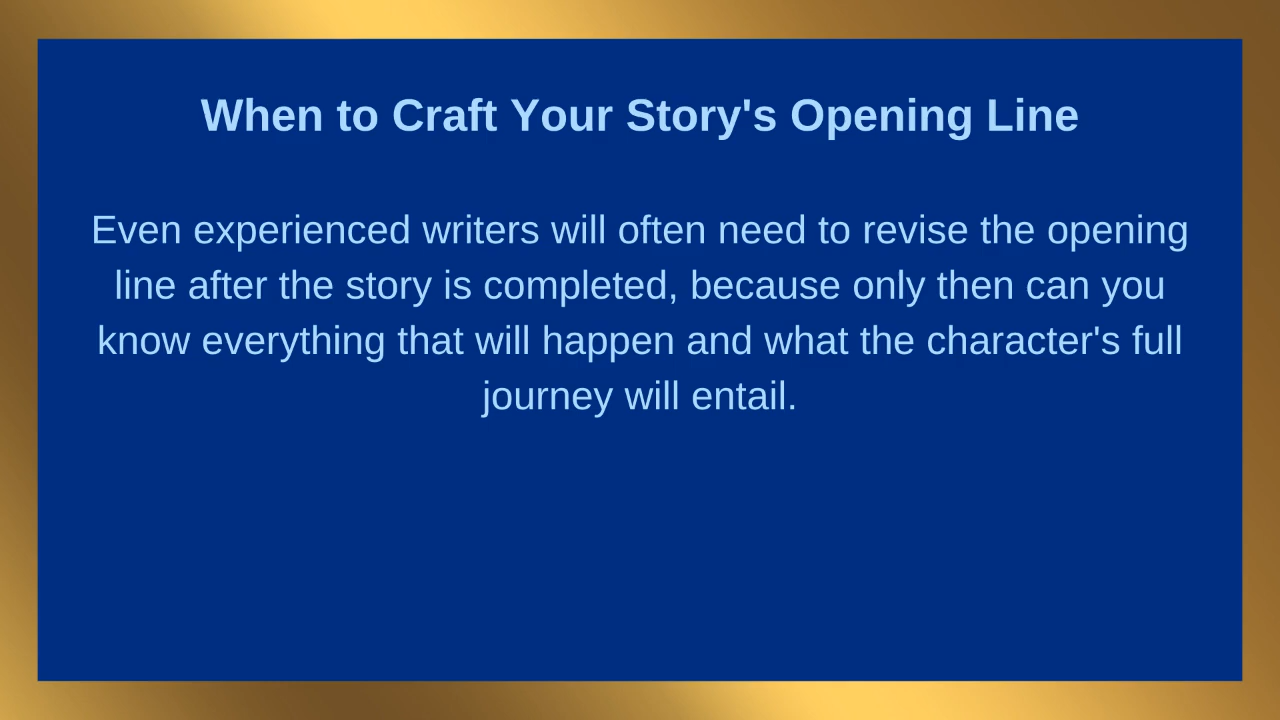 When to Craft Your Story's Opening Line
Even experienced writers will often need to revise the opening
line after the story is completed, because only then can you
know everything that will happen and what the character's full
journey will entail.